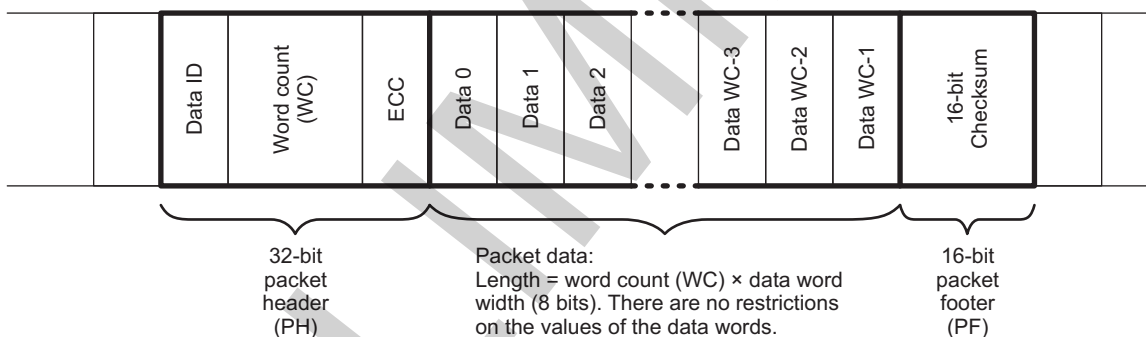 Data ID
Word count
(WC)
ECC
Data 0
Data 1
Data 2
Data WC-3
Data WC-2
Data WC-1
16-bit
Checksum
32-bit
packet
header
(PH)
Packet data:
Length = word count (WC) × data word
width (8 bits). There are no restrictions
on the values of the data words.
16-bit
packet
footer
(PF)